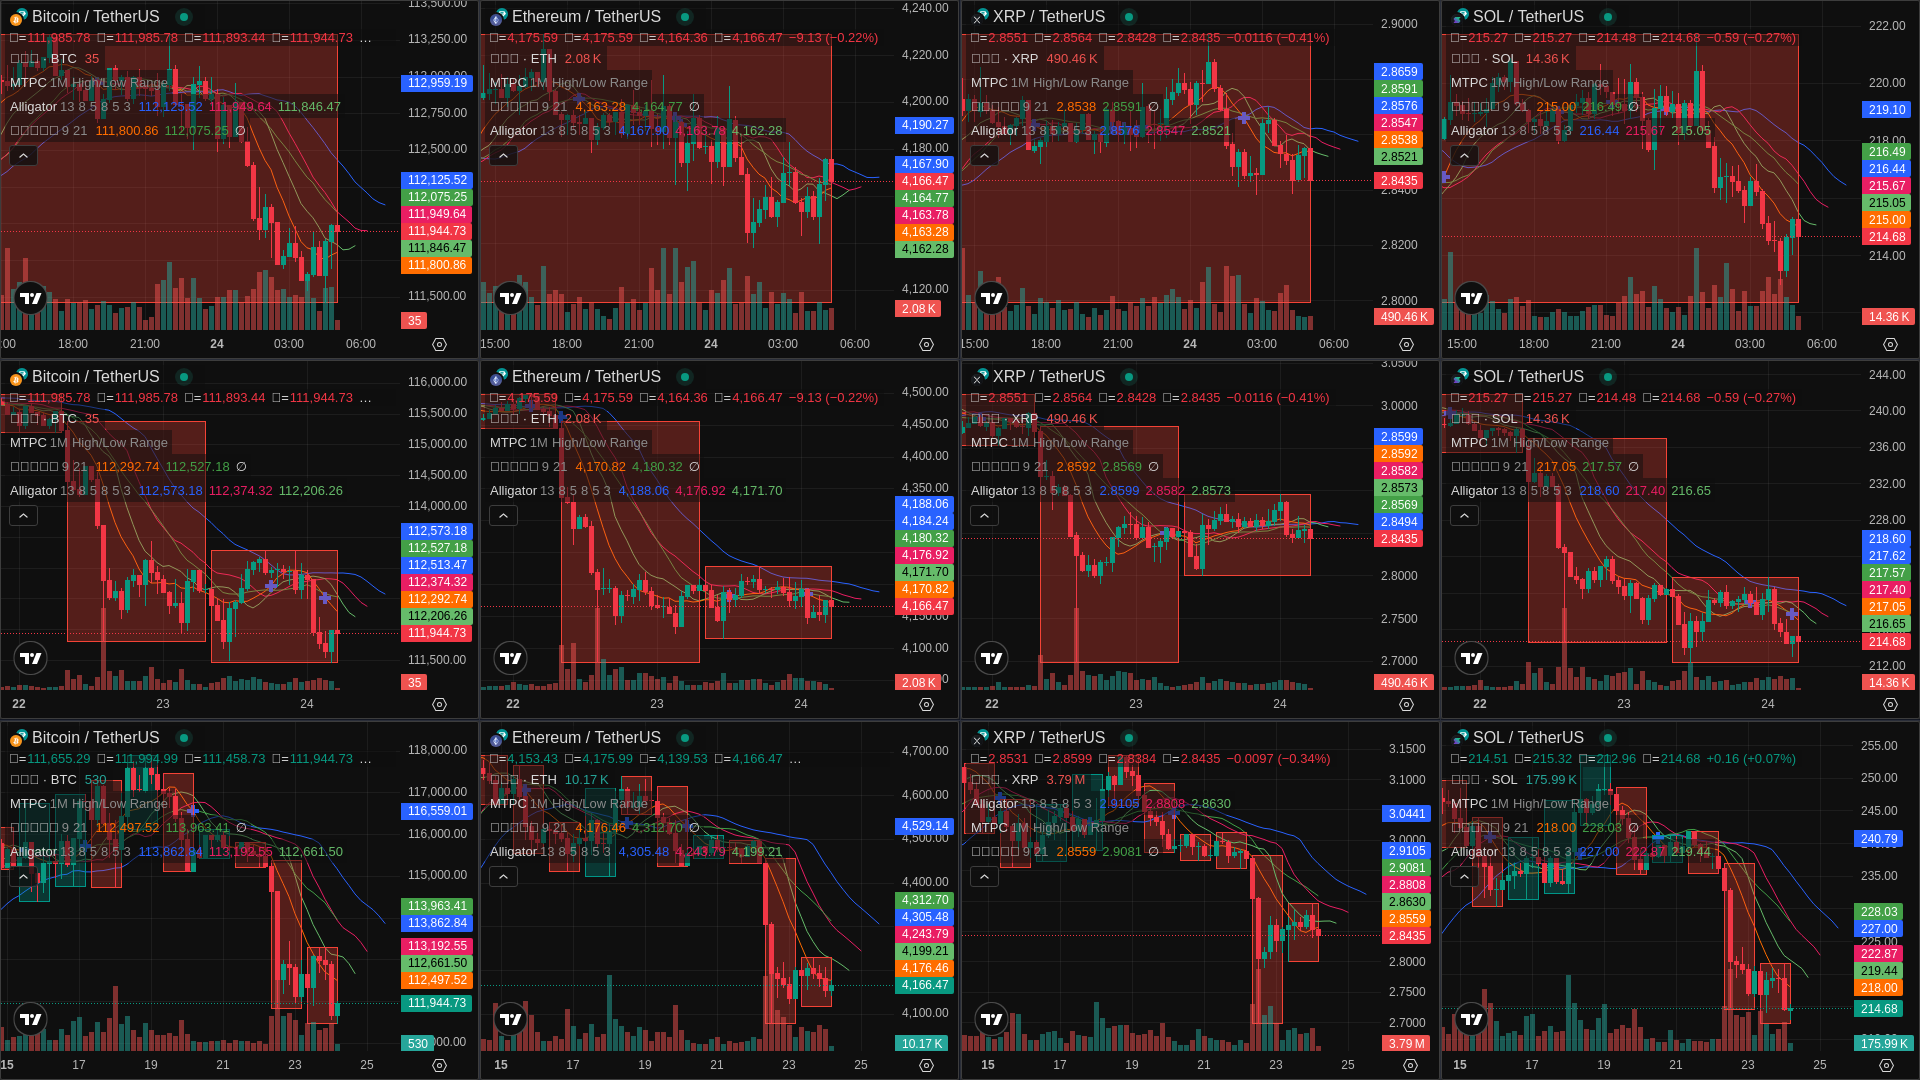 Bitcoin / TetherUS
□=111,985.78 □=111,985.78 □=111,893.44 □=111,944.73 ...
□□□ · BTC 35
MTPC 1M High/Low Range
Alligator 13 8 5 8 5 3 112,125.52 111,949.64 111,846.47
□□□□□ 9 21 111,800.86 112,075.25 ∅
113,250.00
112,959.19
112,750.00
112,500.00
112,125.52
112,075.25
111,949.64
111,944.73
111,846.47
111,800.86
111,500.00
35
18:00 21:00 24 03:00 06:00
Ethereum / TetherUS
□=4,175.59 □=4,175.59 □=4,164.36 □=4,166.47 −9.13 (−0.22%)
□□□ · ETH 2.08 K
MTPC 1M High/Low Range
□□□□□ 9 21 4,163.28 4,164.77 ∅
Alligator 13 8 5 8 5 3 4,167.90 4,163.78 4,162.28
4,240.00
4,220.00
4,200.00
4,190.27
4,180.00
4,167.90
4,166.47
4,164.77
4,163.78
4,163.28
4,162.28
4,120.00
2.08 K
15:00 18:00 21:00 24 03:00 06:00
XRP / TetherUS
□=2.8551 □=2.8564 □=2.8428 □=2.8435 −0.0116 (−0.41%)
□□□ · XRP 490.46 K
MTPC 1M High/Low Range
□□□□□ 9 21 2.8538 2.8591 ∅
Alligator 13 8 5 8 5 3 2.8576 2.8547 2.8521
2.9000
2.8659
2.8591
2.8576
2.8547
2.8538
2.8521
2.8435
2.8400
2.8200
2.8000
490.46 K
15:00 18:00 21:00 24 03:00 06:00
SOL / TetherUS
□=215.27 □=215.27 □=214.48 □=214.68 −0.59 (−0.27%)
□□□ · SOL 14.36 K
MTPC 1M High/Low Range
□□□□□ 9 21 215.00 216.49 ∅
Alligator 13 8 5 8 5 3 216.44 215.67 215.05
222.00
220.00
219.10
218.00
216.49
216.44
215.67
215.05
215.00
214.68
214.00
14.36 K
15:00 18:00 21:00 24 03:00 06:00
Bitcoin / TetherUS
□=111,985.78 □=111,985.78 □=111,893.44 □=111,944.73 ...
□□□ · BTC 35
MTPC 1M High/Low Range
□□□□□ 9 21 112,292.74 112,527.18 ∅
Alligator 13 8 5 8 5 3 112,573.18 112,374.32 112,206.26
116,000.00
115,500.00
115,000.00
114,500.00
114,000.00
112,573.18
112,527.18
112,513.47
112,374.32
112,292.74
112,206.26
111,944.73
111,500.00
35
22 23 24
Ethereum / TetherUS
□=4,175.59 □=4,175.59 □=4,164.36 □=4,166.47 −9.13 (−0.22%)
□□□ · ETH 2.08 K
MTPC 1M High/Low Range
□□□□□ 9 21 4,170.82 4,180.32 ∅
Alligator 13 8 5 8 5 3 4,188.06 4,176.92 4,171.70
4,500.00
4,450.00
4,400.00
4,350.00
4,188.06
4,184.24
4,180.32
4,176.92
4,171.70
4,170.82
4,166.47
4,150.00
4,100.00
2.08 K
22 23 24
XRP / TetherUS
□=2.8551 □=2.8564 □=2.8428 □=2.8435 −0.0116 (−0.41%)
□□□ · XRP 490.46 K
MTPC 1M High/Low Range
□□□□□ 9 21 2.8592 2.8569 ∅
Alligator 13 8 5 8 5 3 2.8599 2.8582 2.8573
3.0500
3.0000
2.8599
2.8592
2.8582
2.8573
2.8569
2.8494
2.8435
2.8000
2.7500
2.7000
490.46 K
22 23 24
SOL / TetherUS
□=215.27 □=215.27 □=214.48 □=214.68 −0.59 (−0.27%)
□□□ · SOL 14.36 K
MTPC 1M High/Low Range
□□□□□ 9 21 217.05 217.57 ∅
Alligator 13 8 5 8 5 3 218.60 217.40 216.65
244.00
240.00
236.00
232.00
228.00
218.60
217.62
217.57
217.40
217.05
216.65
214.68
212.00
14.36 K
22 23 24
Bitcoin / TetherUS
□=111,655.29 □=111,994.99 □=111,458.73 □=111,944.73 ...
□□□ · BTC 530
MTPC 1M High/Low Range
□□□□□ 9 21 112,497.52 113,963.41 ∅
Alligator 13 8 5 8 5 3 113,862.84 113,192.55 112,661.50
118,000.00
117,000.00
116,559.01
116,000.00
115,000.00
113,963.41
113,862.84
113,192.55
112,661.50
112,497.52
111,944.73
530
15 17 19 21 23 25
Ethereum / TetherUS
□=4,153.43 □=4,175.99 □=4,139.53 □=4,166.47 ...
□□□ · ETH 10.17 K
MTPC 1M High/Low Range
□□□□□ 9 21 4,176.46 4,312.70 ∅
Alligator 13 8 5 8 5 3 4,305.48 4,243.79 4,199.21
4,700.00
4,600.00
4,529.14
4,500.00
4,400.00
4,312.70
4,305.48
4,243.79
4,199.21
4,176.46
4,166.47
4,100.00
10.17 K
15 17 19 21 23 25
XRP / TetherUS
□=2.8531 □=2.8599 □=2.8384 □=2.8435 −0.0097 (−0.34%)
□□□ · XRP 3.79 M
Alligator 13 8 5 8 5 3 2.9105 2.8808 2.8630
MTPC 1M High/Low Range
□□□□□ 9 21 2.8559 2.9081 ∅
3.1500
3.1000
3.0441
3.0000
2.9105
2.9081
2.8808
2.8630
2.8559
2.8435
2.8000
2.7500
2.7000
3.79 M
15 17 19 21 23 25
SOL / TetherUS
□=214.51 □=215.32 □=212.96 □=214.68 +0.16 (+0.07%)
□□□ · SOL 175.99 K
MTPC 1M High/Low Range
□□□□□ 9 21 218.00 228.03 ∅
Alligator 13 8 5 8 5 3 227.00 222.87 219.44
255.00
250.00
245.00
240.79
235.00
228.03
227.00
225.00
222.87
219.44
218.00
214.68
175.99 K
15 17 19 21 23 25